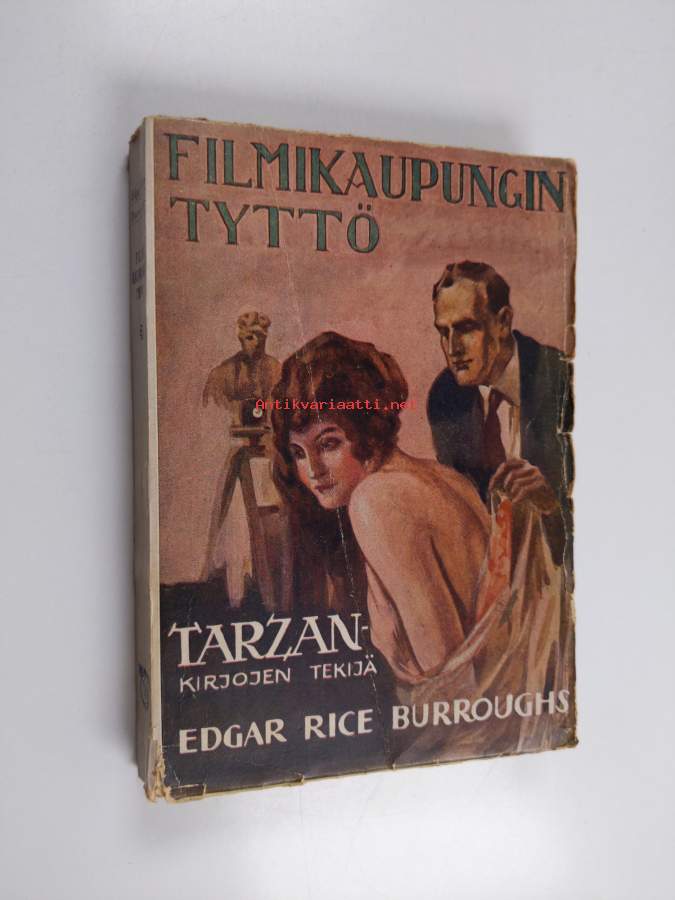 FILMIKAUPUNGIN
TYTTÖ
Antikvariaatti.net
TARZAN-
KIRJOJEN TEKIJÄ
EDGAR RICE BURROUGHS